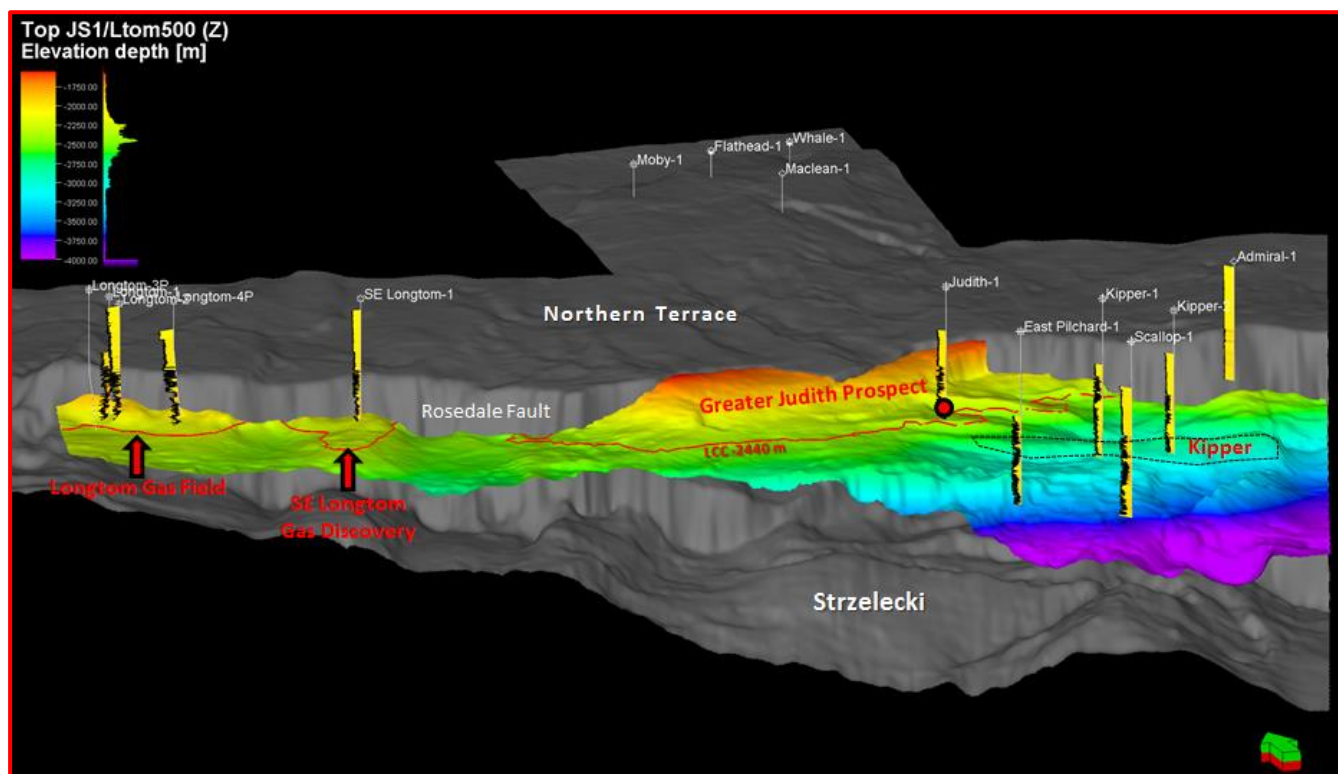 Top JS1/Ltom500 (Z)
Elevation depth [m]
-1750.00
-2000.00
-2250.00
-2500.00
-2750.00
-3000.00
-3250.00
-3500.00
-3750.00
-4000.00
Moby-1
Flathead-1
Whale-1
Maclean-1
Longtom-3P
Longtom-1
Longtom-2
Longtom-4P
SE Longtom-1
Northern Terrace
Judith-1
Admiral-1
Kipper-1
Kipper-2
East Pilchard-1
Scallop-1
Rosedale Fault
Greater Judith Prospect
LCC -2440 m
Kipper
Longtom Gas Field
SE Longtom
Gas Discovery
Strzelecki